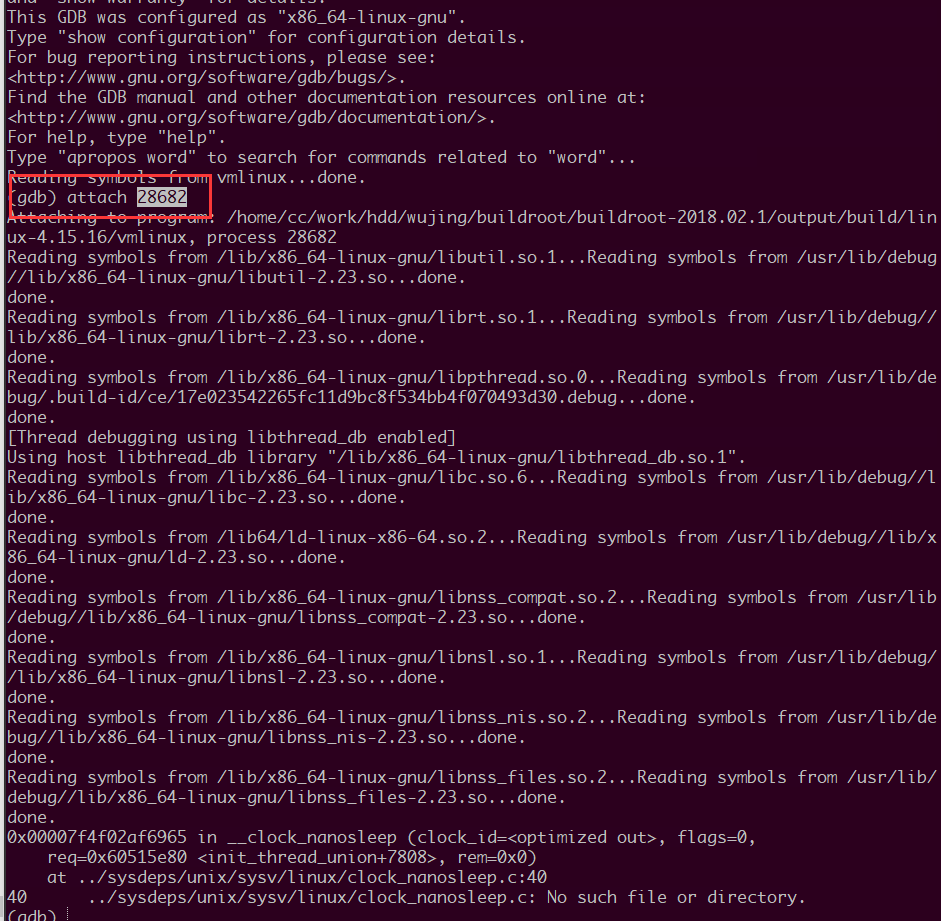 and "show warranty" for details.
This GDB was configured as "x86_64-linux-gnu".
Type "show configuration" for configuration details.
For bug reporting instructions, please see:
<http://www.gnu.org/software/gdb/bugs/>.
Find the GDB manual and other documentation resources online at:
<http://www.gnu.org/software/gdb/documentation/>.
For help, type "help".
Type "apropos word" to search for commands related to "word"...
Reading symbols from vmlinux...done.
(gdb) attach 28682
Attaching to program: /home/cc/work/hdd/wujing/buildroot/buildroot-2018.02.1/output/build/lin
ux-4.15.16/vmlinux, process 28682
Reading symbols from /lib/x86_64-linux-gnu/libutil.so.1...Reading symbols from /usr/lib/debug
//lib/x86_64-linux-gnu/libutil-2.23.so...done.
done.
Reading symbols from /lib/x86_64-linux-gnu/librt.so.1...Reading symbols from /usr/lib/debug//
lib/x86_64-linux-gnu/librt-2.23.so...done.
done.
Reading symbols from /lib/x86_64-linux-gnu/libpthread.so.0...Reading symbols from /usr/lib/de
bug/.build-id/ce/17e023542265fc11d9bc8f534bb4f070493d30.debug...done.
done.
[Thread debugging using libthread_db enabled]
Using host libthread_db library "/lib/x86_64-linux-gnu/libthread_db.so.1".
Reading symbols from /lib/x86_64-linux-gnu/libc.so.6...Reading symbols from /usr/lib/debug//l
ib/x86_64-linux-gnu/libc-2.23.so...done.
done.
Reading symbols from /lib64/ld-linux-x86-64.so.2...Reading symbols from /usr/lib/debug//lib/x
86_64-linux-gnu/ld-2.23.so...done.
done.
Reading symbols from /lib/x86_64-linux-gnu/libnss_compat.so.2...Reading symbols from /usr/lib
/debug//lib/x86_64-linux-gnu/libnss_compat-2.23.so...done.
done.
Reading symbols from /lib/x86_64-linux-gnu/libnsl.so.1...Reading symbols from /usr/lib/debug/
/lib/x86_64-linux-gnu/libnsl-2.23.so...done.
done.
Reading symbols from /lib/x86_64-linux-gnu/libnss_nis.so.2...Reading symbols from /usr/lib/de
bug//lib/x86_64-linux-gnu/libnss_nis-2.23.so...done.
done.
Reading symbols from /lib/x86_64-linux-gnu/libnss_files.so.2...Reading symbols from /usr/lib/
debug//lib/x86_64-linux-gnu/libnss_files-2.23.so...done.
done.
0x00007f4f02af6965 in __clock_nanosleep (clock_id=<optimized out>, flags=0,
    req=0x60515e80 <init_thread_union+7808>, rem=0x0)
    at ../sysdeps/unix/sysv/linux/clock_nanosleep.c:40
40      ../sysdeps/unix/sysv/linux/clock_nanosleep.c: No such file or directory.
(gdb)